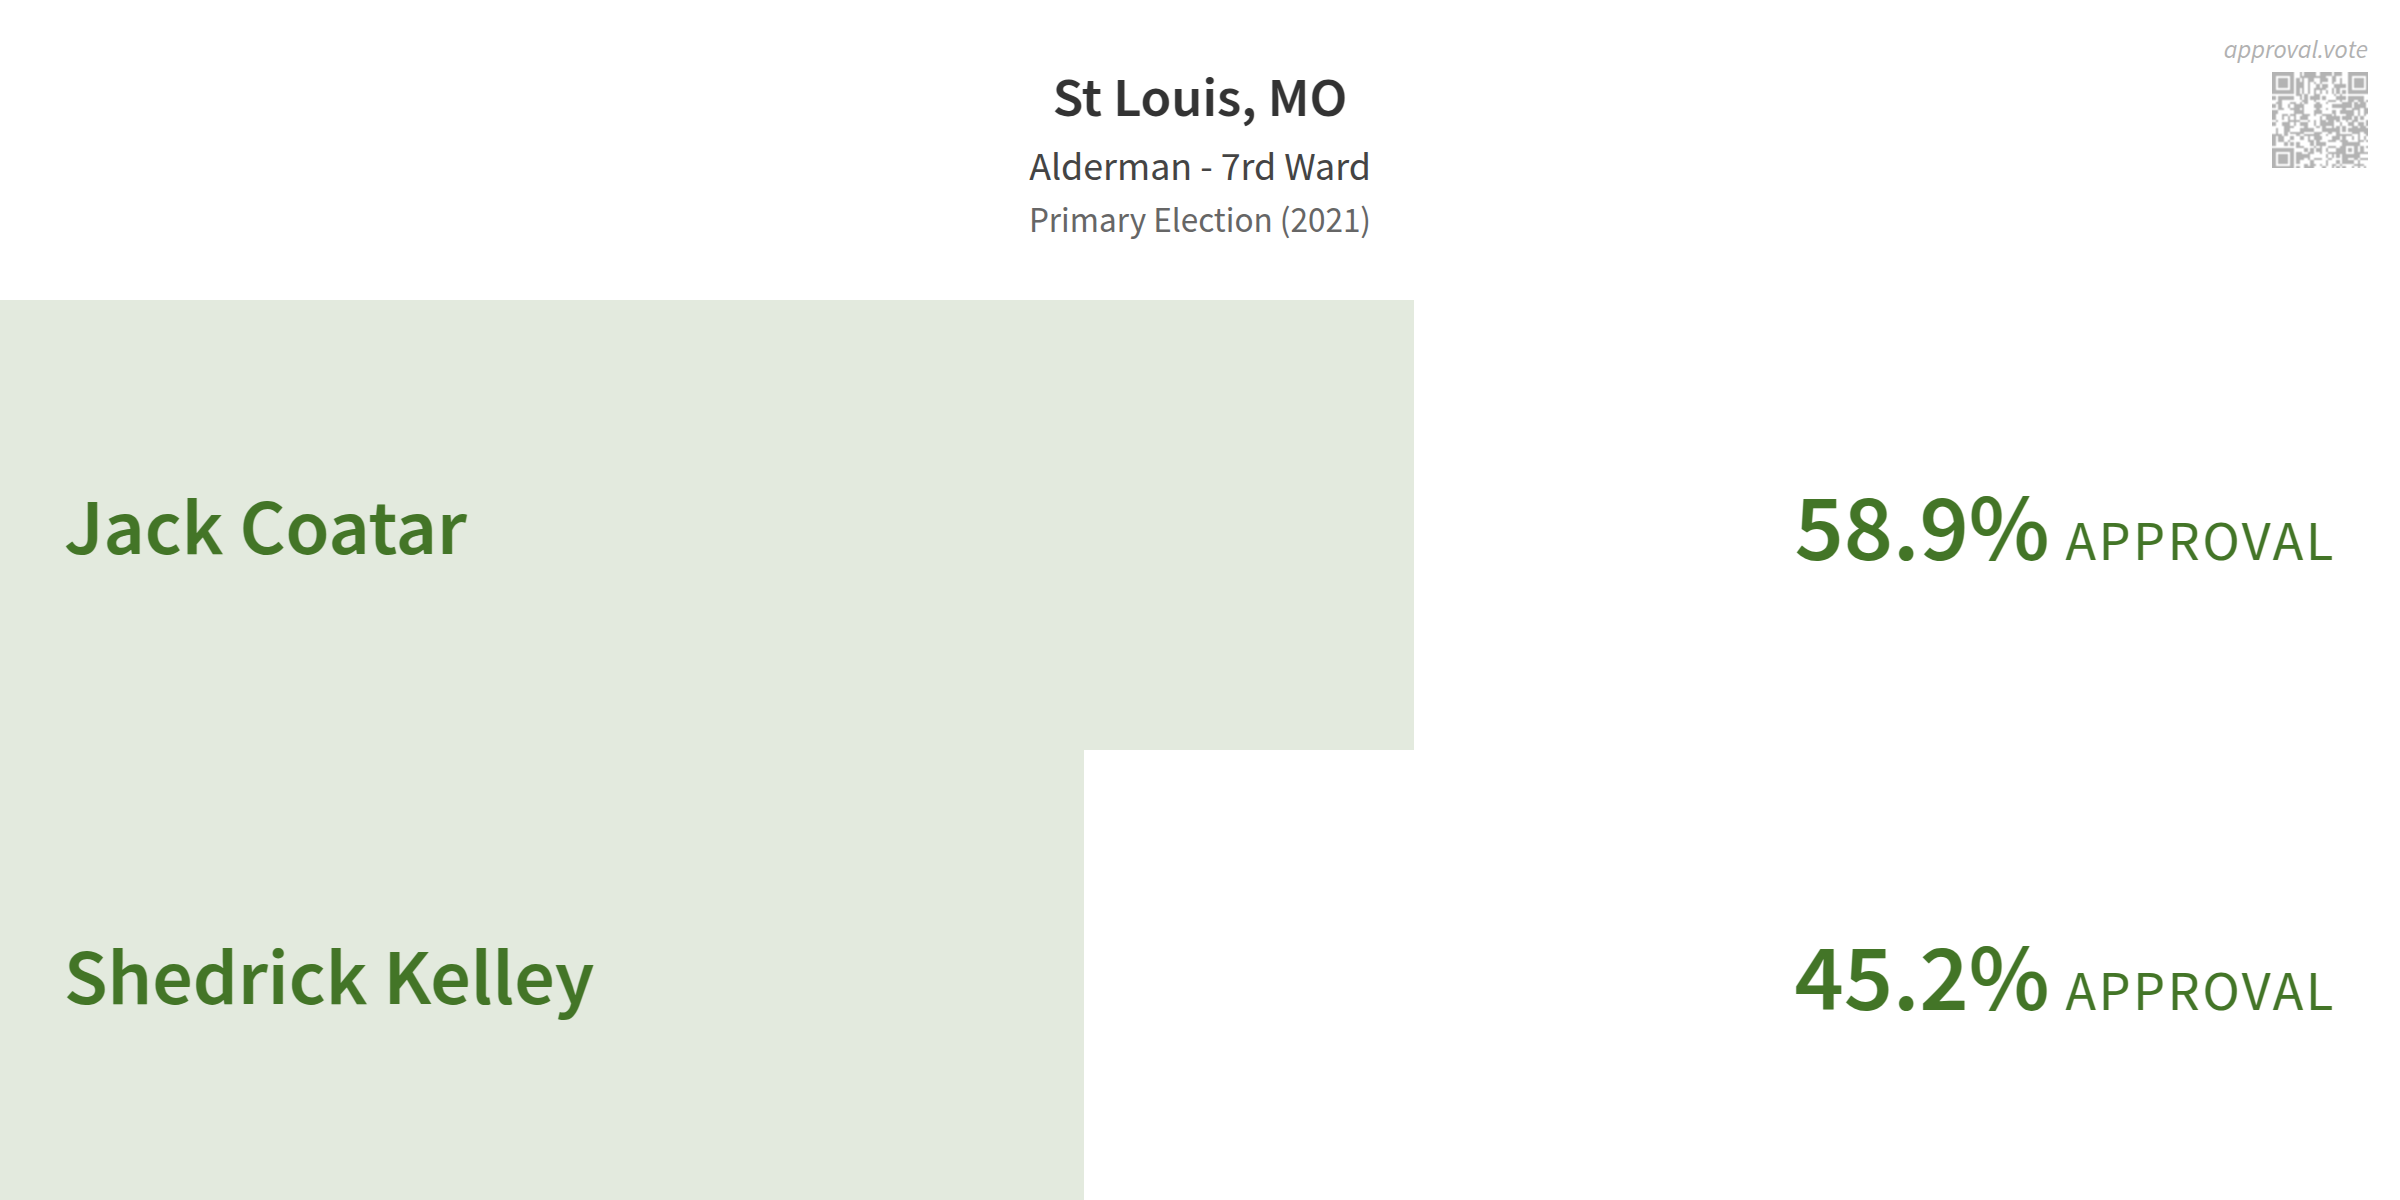 approval.vote
St Louis, MO
Alderman - 7rd Ward
Primary Election (2021)
Jack Coatar 58.9% APPROVAL
Shedrick Kelley 45.2% APPROVAL